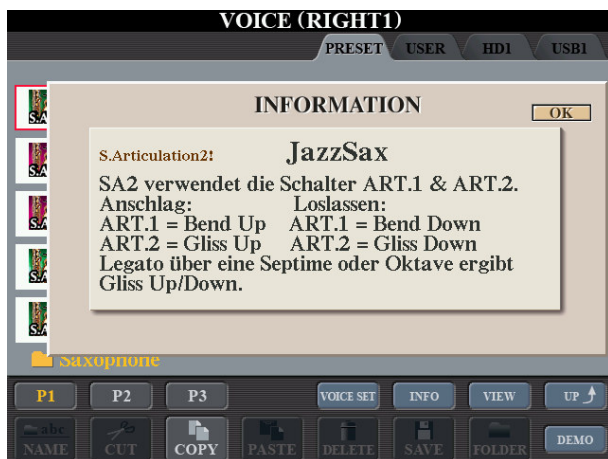 VOICE (RIGHT1)
PRESET USER HD1 USB1
INFORMATION
OK
S.Articulation2! JazzSax
SA2 verwendet die Schalter ART.1 & ART.2.
Anschlag: Loslassen:
ART.1 = Bend Up ART.1 = Bend Down
ART.2 = Gliss Up ART.2 = Gliss Down
Legato über eine Septime oder Oktave ergibt
Gliss Up/Down.
Saxophone
P1 P2 P3 VOICE SET INFO VIEW UP
abc
NAME CUT COPY PASTE DELETE SAVE FOLDER DEMO